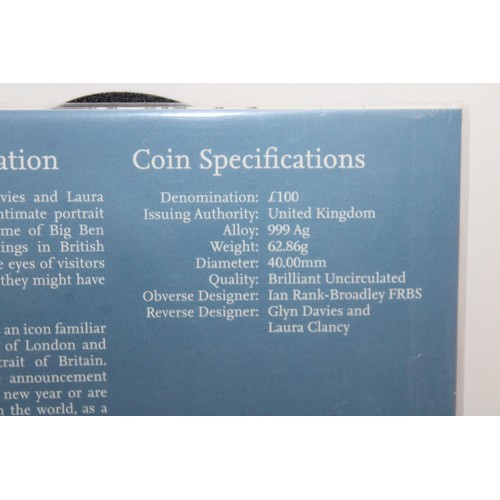 ation
vies and Laura
ntimate portrait
me of Big Ben
ings in British
e eyes of visitors
they might have
an icon familiar
of London and
trait of Britain.
announcement
new year or are
n the world, as a
Coin Specifications
Denomination: £100
Issuing Authority: United Kingdom
Alloy: 999 Ag
Weight: 62.86g
Diameter: 40.00mm
Quality: Brilliant Uncirculated
Obverse Designer: Ian Rank-Broadley FRBS
Reverse Designer: Glyn Davies and
Laura Clancy